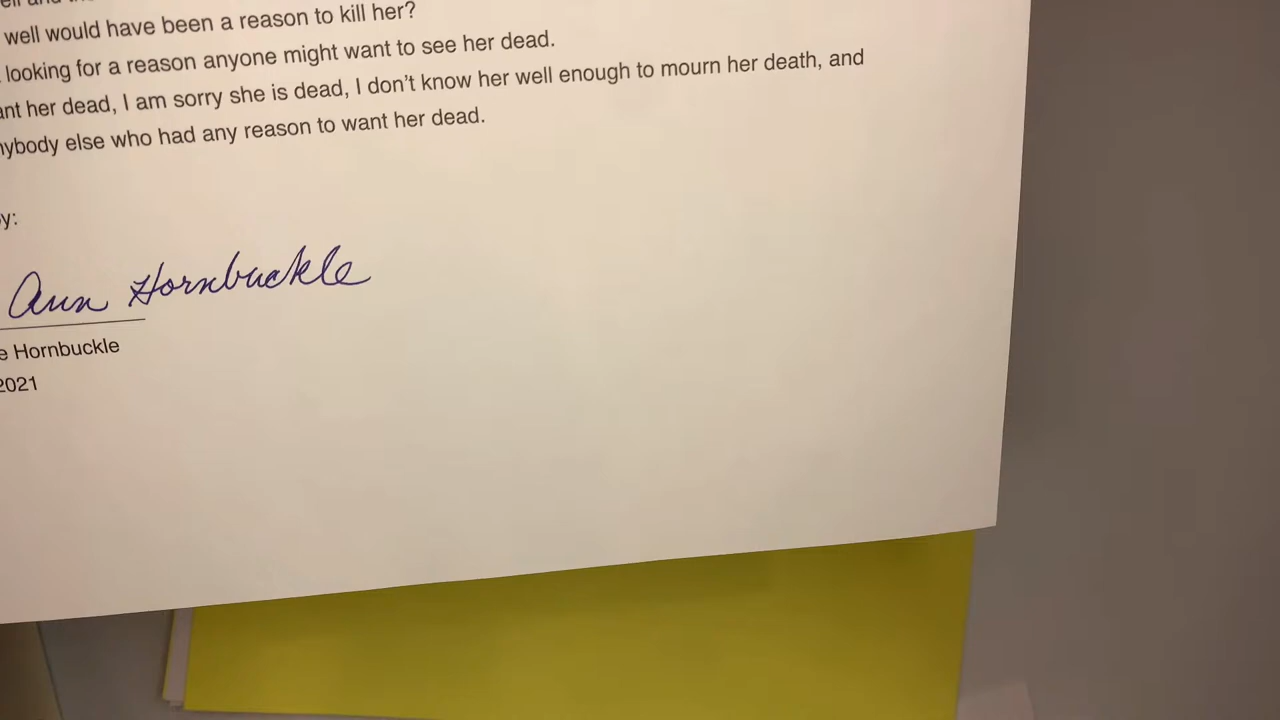 well would have been a reason to kill her?
looking for a reason anyone might want to see her dead.
her dead, I am sorry she is dead, I don't know her well enough to mourn her death, and
else who had any reason to want her dead.
Ann Hornbuckle
Hornbuckle
2021